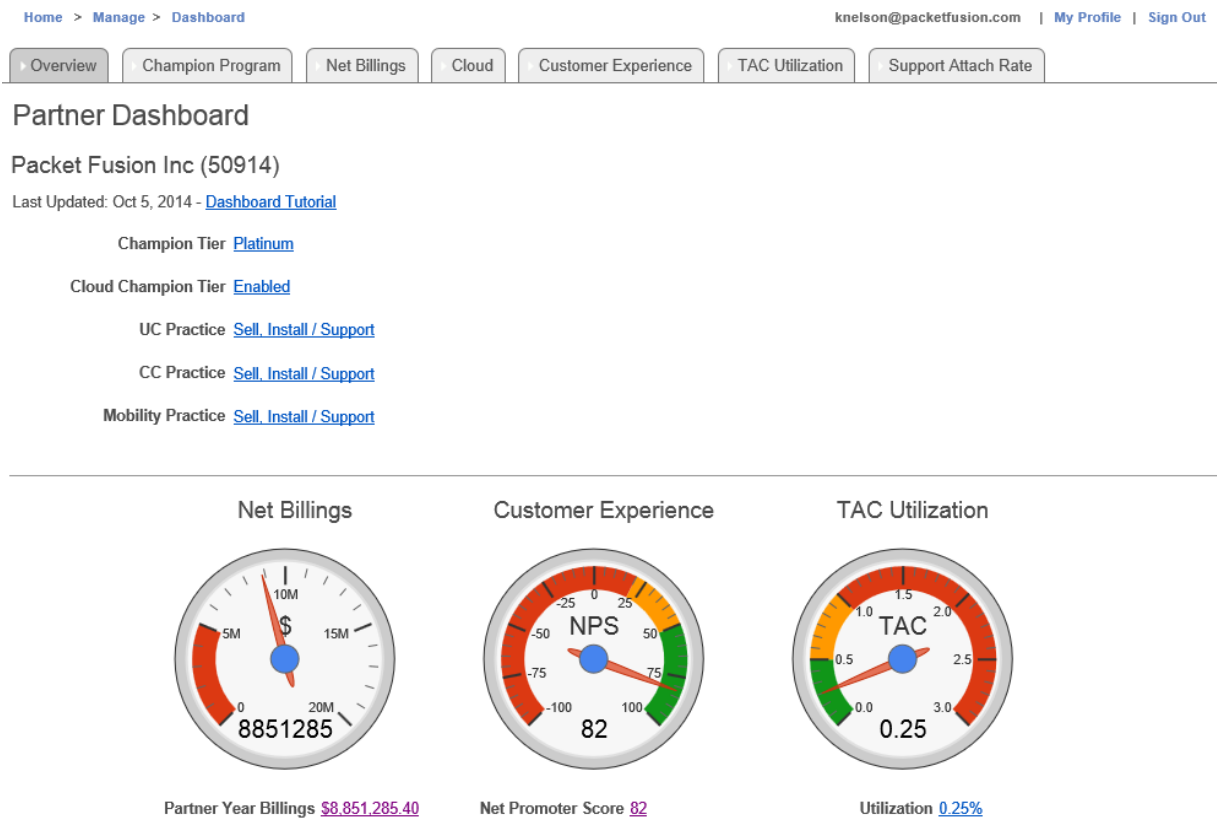 Home > Manage > Dashboard
knelson@packetfusion.com | My Profile | Sign Out
Overview Champion Program Net Billings Cloud Customer Experience TAC Utilization Support Attach Rate
Partner Dashboard
Packet Fusion Inc (50914)
Last Updated: Oct 5, 2014 - Dashboard Tutorial
Champion Tier Platinum
Cloud Champion Tier Enabled
UC Practice Sell, Install / Support
CC Practice Sell, Install / Support
Mobility Practice Sell, Install / Support
Net Billings
0
5M
10M
15M
20M
$
8851285
Partner Year Billings $8,851,285.40
Customer Experience
-100
-75
-50
-25
0
25
50
75
100
NPS
82
Net Promoter Score 82
TAC Utilization
0.0
0.5
1.0
1.5
2.0
2.5
3.0
TAC
0.25
Utilization 0.25%